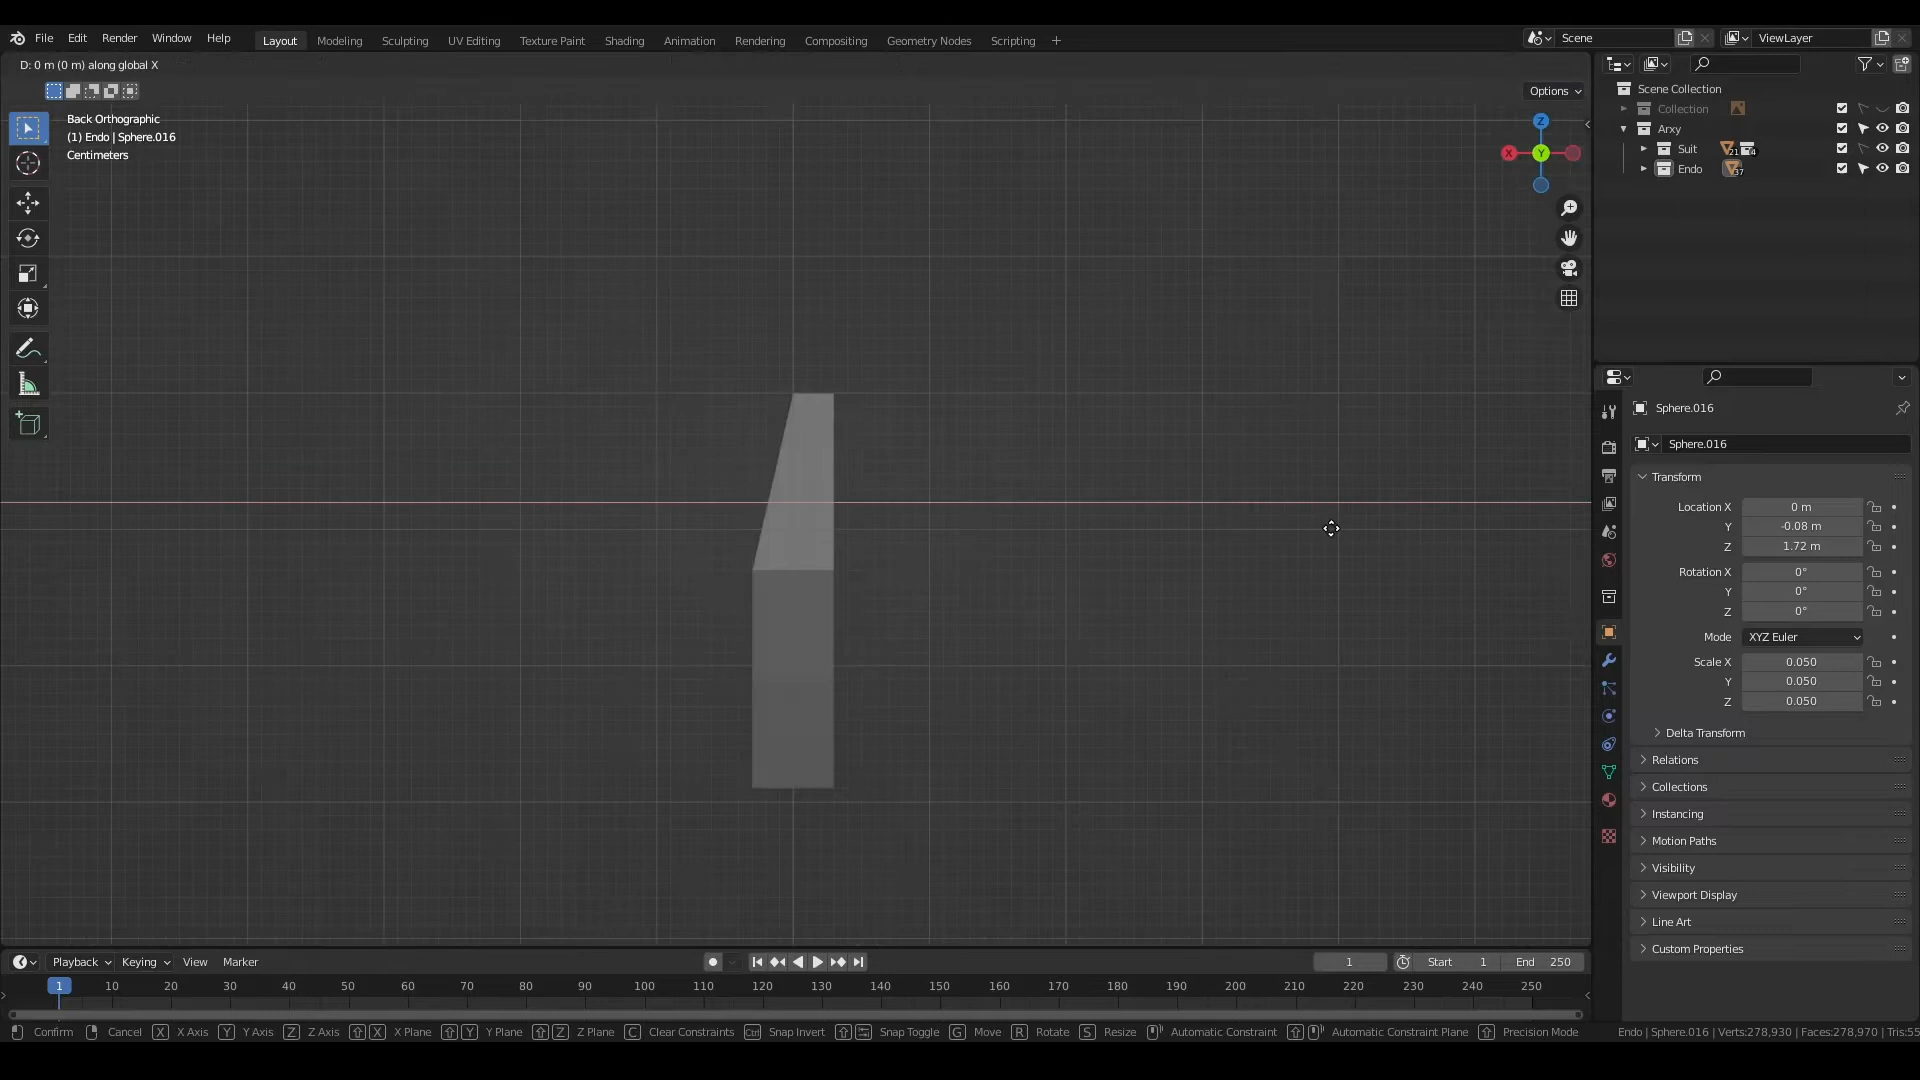 File Edit Render Window Help Layout Modeling Sculpting UV Editing Texture Paint Shading Animation Rendering Compositing Geometry Nodes Scripting Scene ViewLayer
D: 0 m (0 m) along global X
Options
Back Orthographic
(1) Endo | Sphere.016
Centimeters
Z
X Y
Scene Collection
Collection
Arxy
Suit 21 4
Endo 37
Sphere.016
Sphere.016
Transform
Location X 0 m
Y -0.08 m
Z 1.72 m
Rotation X 0°
Y 0°
Z 0°
Mode XYZ Euler
Scale X 0.050
Y 0.050
Z 0.050
Delta Transform
Relations
Collections
Instancing
Motion Paths
Visibility
Viewport Display
Line Art
Custom Properties
Playback Keying View Marker 1 Start 1 End 250
1 10 20 30 40 50 60 70 80 90 100 110 120 130 140 150 160 170 180 190 200 210 220 230 240 250
Confirm Cancel X X Axis Y Y Axis Z Z Axis X X Plane Y Y Plane Z Z Plane C Clear Constraints Ctrl Snap Invert Snap Toggle G Move R Rotate S Resize Automatic Constraint Automatic Constraint Plane Precision Mode Endo | Sphere.016 | Verts:278,930 | Faces:278,970 | Tris:55